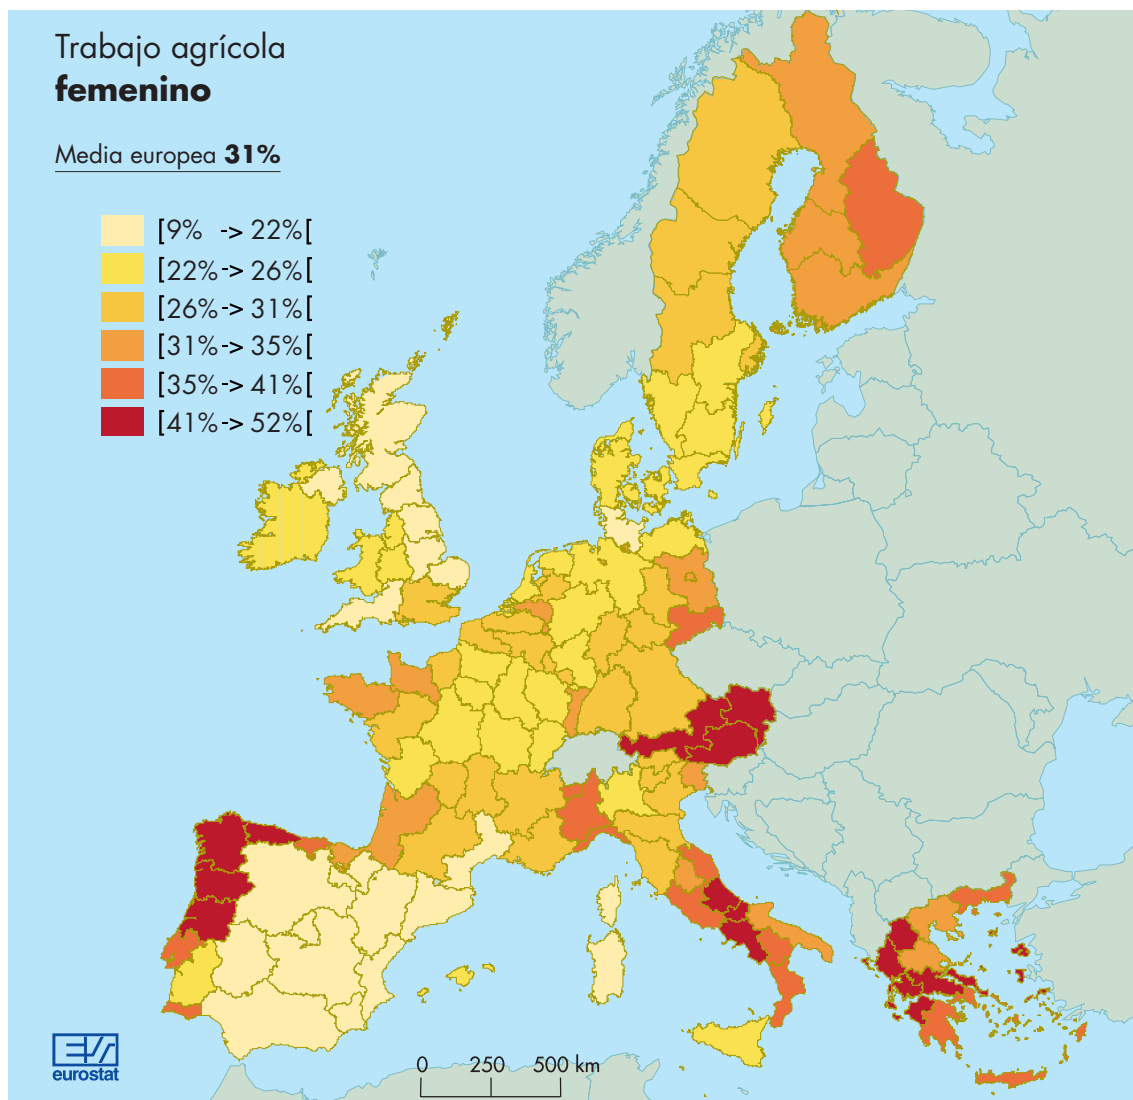 Trabajo agrícola
femenino
Media europea 31%
[9% -> 22%[
[22% -> 26%[
[26% -> 31%[
[31% -> 35%[
[35% -> 41%[
[41% -> 52%[
eurostat
0 250 500 km